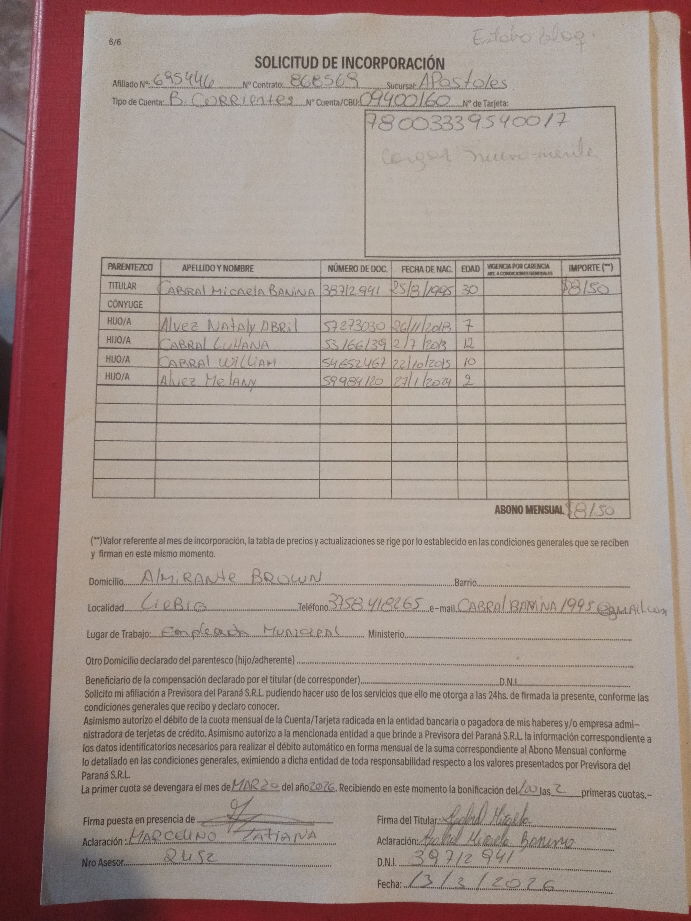 6/6
SOLICITUD DE INCORPORACIÓN
Afiliado Nº: 695446 Nº Contrato: 868569 Sucursal: APostoles
Tipo de Cuenta: B. CORRIENTES Nº Cuenta/CBU 09400160 Nº de Tarjeta:
78003339540017
cargar nuevamente
PARENTEZCO APELLIDO Y NOMBRE NÚMERO DE DOC. FECHA DE NAC. EDAD VIGENCIA POR CARENCIA IMPORTE (**)
TITULAR CABRAL MICAELA BANINA 39712941 25/8/1995 30 $8150
CÓNYUGE
HIJO/A Alvez NATALY ABRIL 57273030 26/11/2018 7
HIJO/A CABRAL LUHANA 53166139 2/7/2013 12
HIJO/A CABRAL WILLIAM 54652467 22/10/2015 10
HIJO/A Alvez MELANY 59984120 27/1/2024 2
ABONO MENSUAL $8150
(**)Valor referente al mes de incorporación, la tabla de precios y actualizaciones se rige por lo establecido en las condiciones generales que se reciben
y firman en este mismo momento.
Domicilio AlMIRANTE BROWN Barrio
Localidad LIEBIG Teléfono 3758 418265 e-mail CABRALBANINA1995@gmail.com
Lugar de Trabajo: Empleada MUNICIPAL Ministerio
Otro Domicilio declarado del parentesco (hijo/adherente)
Beneficiario de la compensación declarado por el titular (de corresponder) D.N.I.
Solicito mi afiliación a Previsora del Paraná S.R.L. pudiendo hacer uso de los servicios que ello me otorga a las 24hs. de firmada la presente, conforme las
condiciones generales que recibo y declaro conocer.
Asimismo autorizo el débito de la cuota mensual de la Cuenta/Tarjeta radicada en la entidad bancaria o pagadora de mis haberes y/o empresa admi-
nistradora de terjetas de crédito. Asimismo autorizo a la mencionada entidad a que brinde a Previsora del Paraná S.R.L. la información correspondiente a
los datos identificatorios necesarios para realizar el débito automático en forma mensual de la suma correspondiente al Abono Mensual conforme
lo detallado en las condiciones generales, eximiendo a dicha entidad de toda responsabilidad respecto a los valores presentados por Previsora del
Paraná S.R.L.
La primer cuota se devengara el mes de MARZO del año 2026. Recibiendo en este momento la bonificación del las 2 primeras cuotas.-
Firma puesta en presencia de Firma del Titular:
Aclaración: MARCELINO TATIANA Aclaración: Cabral Micaela Banina
Nro Asesor 2452 D.N.I. 39712941
Fecha: 13/2/2026